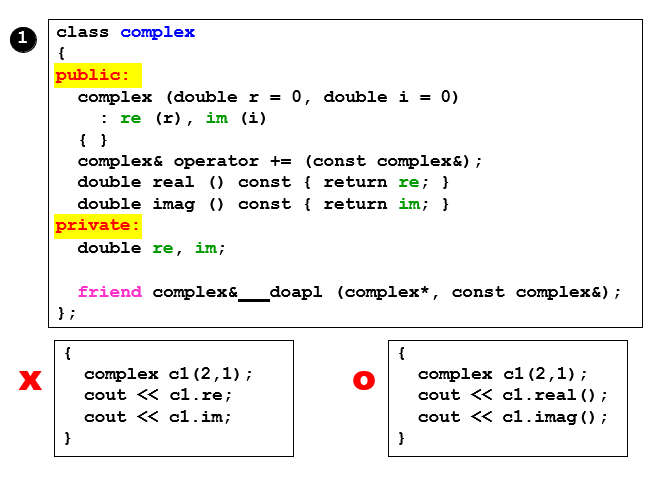 1
class complex
{
public:
complex (double r = 0, double i = 0)
: re (r), im (i)
{ }
complex& operator += (const complex&);
double real () const { return re; }
double imag () const { return im; }
private:
double re, im;
friend complex& __doapl (complex*, const complex&);
};
X
{
complex c1(2,1);
cout << c1.re;
cout << c1.im;
}
O
{
complex c1(2,1);
cout << c1.real();
cout << c1.imag();
}